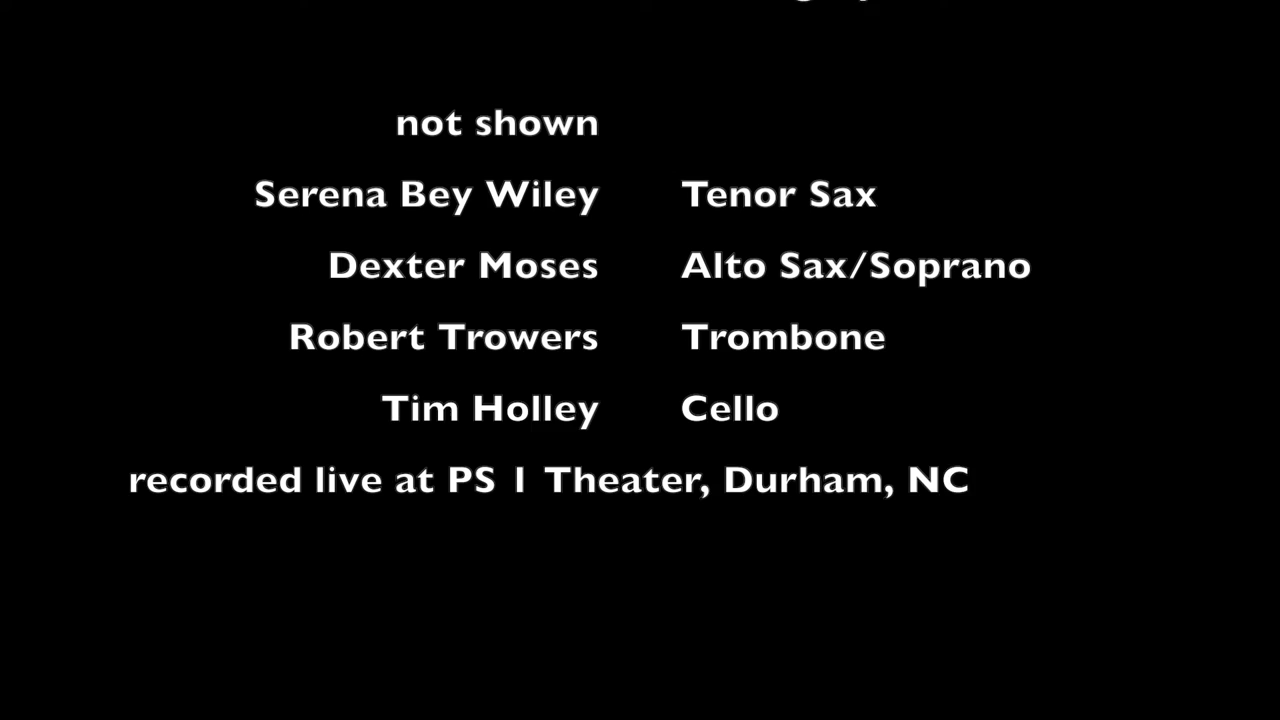 not shown
Serena Bey Wiley Tenor Sax
Dexter Moses Alto Sax/Soprano
Robert Trowers Trombone
Tim Holley Cello
recorded live at PS 1 Theater, Durham, NC